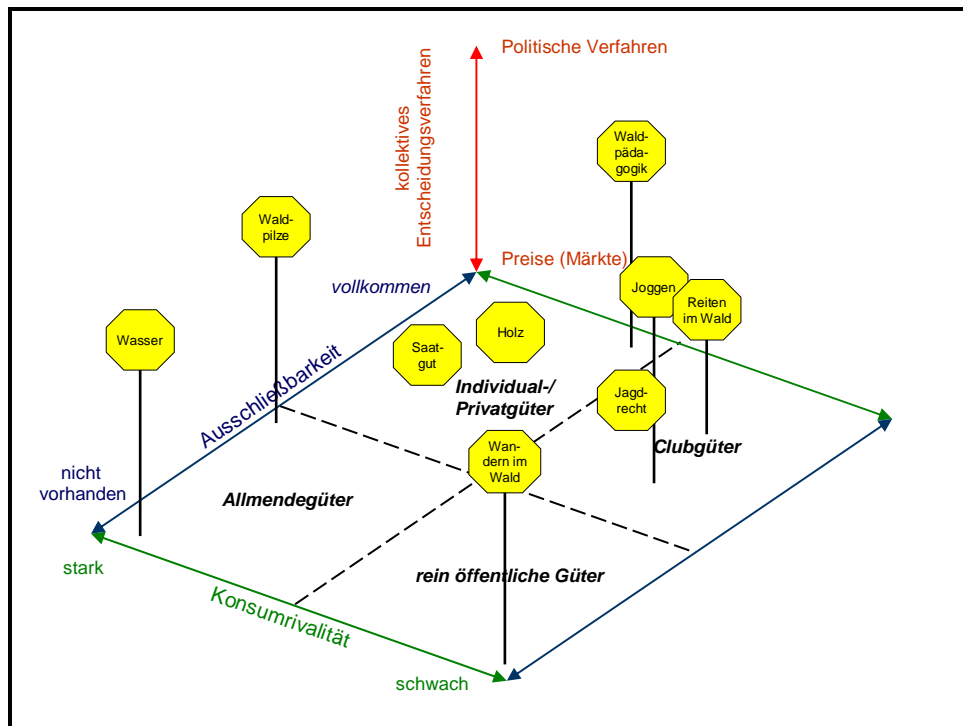 Politische Verfahren
kollektives
Entscheidungsverfahren
Wald-
päda-
gogik
Wald-
pilze
Preise (Märkte)
vollkommen
Joggen
Reiten
im Wald
Wasser
Holz
Saat-
gut
Ausschließbarkeit
Individual-/
Privatgüter
Jagd-
recht
Clubgüter
Wan-
dern im
Wald
nicht
vorhanden
Allmendegüter
stark
rein öffentliche Güter
Konsumrivalität
schwach